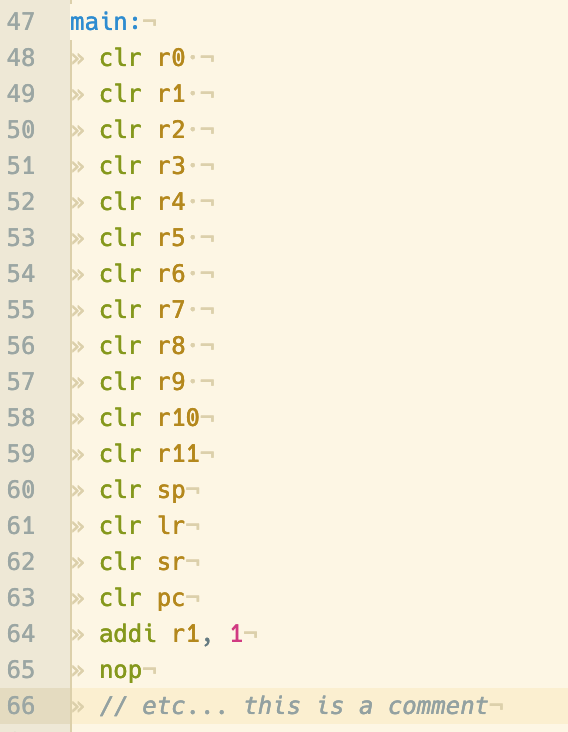 47 main:¬
48 » clr r0·¬
49 » clr r1·¬
50 » clr r2·¬
51 » clr r3·¬
52 » clr r4·¬
53 » clr r5·¬
54 » clr r6·¬
55 » clr r7·¬
56 » clr r8·¬
57 » clr r9·¬
58 » clr r10¬
59 » clr r11¬
60 » clr sp¬
61 » clr lr¬
62 » clr sr¬
63 » clr pc¬
64 » addi r1, 1¬
65 » nop¬
66 » // etc... this is a comment¬